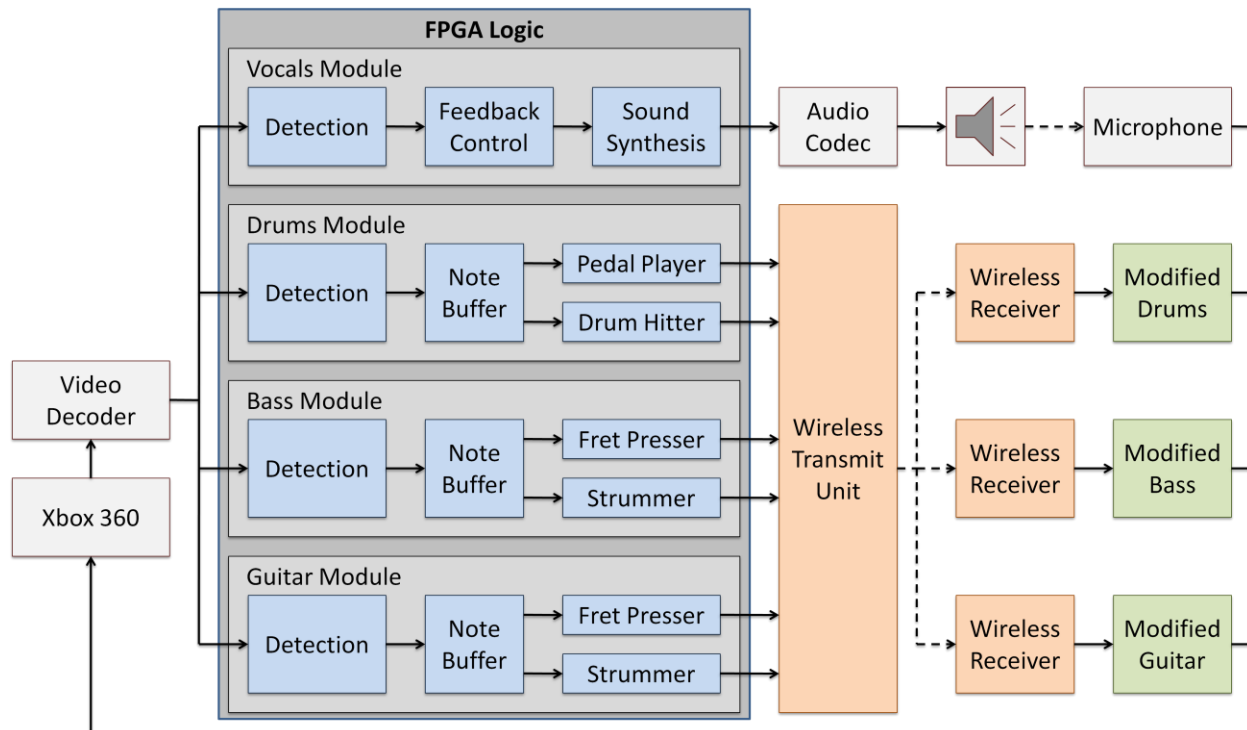 FPGA Logic
Vocals Module
Detection
Feedback
Control
Sound
Synthesis
Audio
Codec
Microphone
Drums Module
Detection
Note
Buffer
Pedal Player
Drum Hitter
Wireless
Receiver
Modified
Drums
Video
Decoder
Xbox 360
Bass Module
Detection
Note
Buffer
Fret Presser
Strummer
Wireless
Transmit
Unit
Wireless
Receiver
Modified
Bass
Guitar Module
Detection
Note
Buffer
Fret Presser
Strummer
Wireless
Receiver
Modified
Guitar